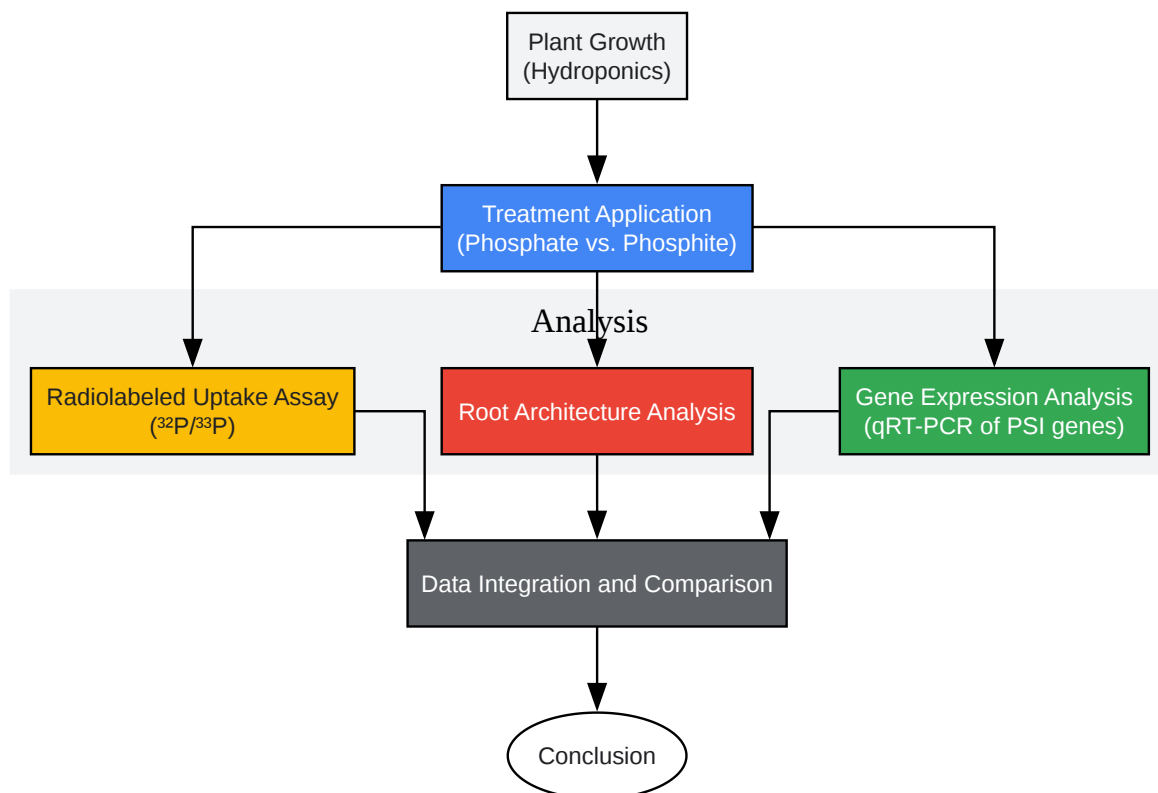 Plant Growth
(Hydroponics)
Treatment Application
(Phosphate vs. Phosphite)
Analysis
Radiolabeled Uptake Assay
(³²P/³³P)
Root Architecture Analysis
Gene Expression Analysis
(qRT-PCR of PSI genes)
Data Integration and Comparison
Conclusion